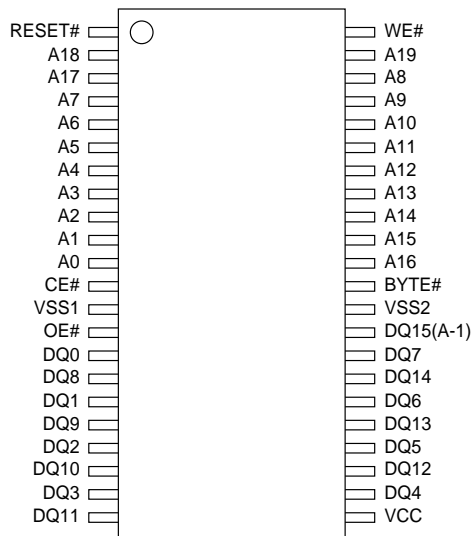 RESET# WE#
A18 A19
A17 A8
A7 A9
A6 A10
A5 A11
A4 A12
A3 A13
A2 A14
A1 A15
A0 A16
CE# BYTE#
VSS1 VSS2
OE# DQ15(A-1)
DQ0 DQ7
DQ8 DQ14
DQ1 DQ6
DQ9 DQ13
DQ2 DQ5
DQ10 DQ12
DQ3 DQ4
DQ11 VCC